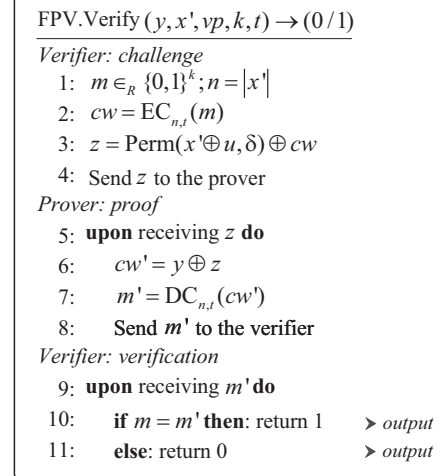 FPV.Verify (y, x', vp, k, t) → (0 / 1)
Verifier: challenge
1: m ∈_R {0,1}^k; n = |x'|
2: cw = EC_{n,t}(m)
3: z = Perm(x'⊕u, δ) ⊕ cw
4: Send z to the prover
Prover: proof
5: upon receiving z do
6: cw' = y ⊕ z
7: m' = DC_{n,t}(cw')
8: Send m' to the verifier
Verifier: verification
9: upon receiving m' do
10: if m = m' then: return 1 ➤ output
11: else: return 0 ➤ output